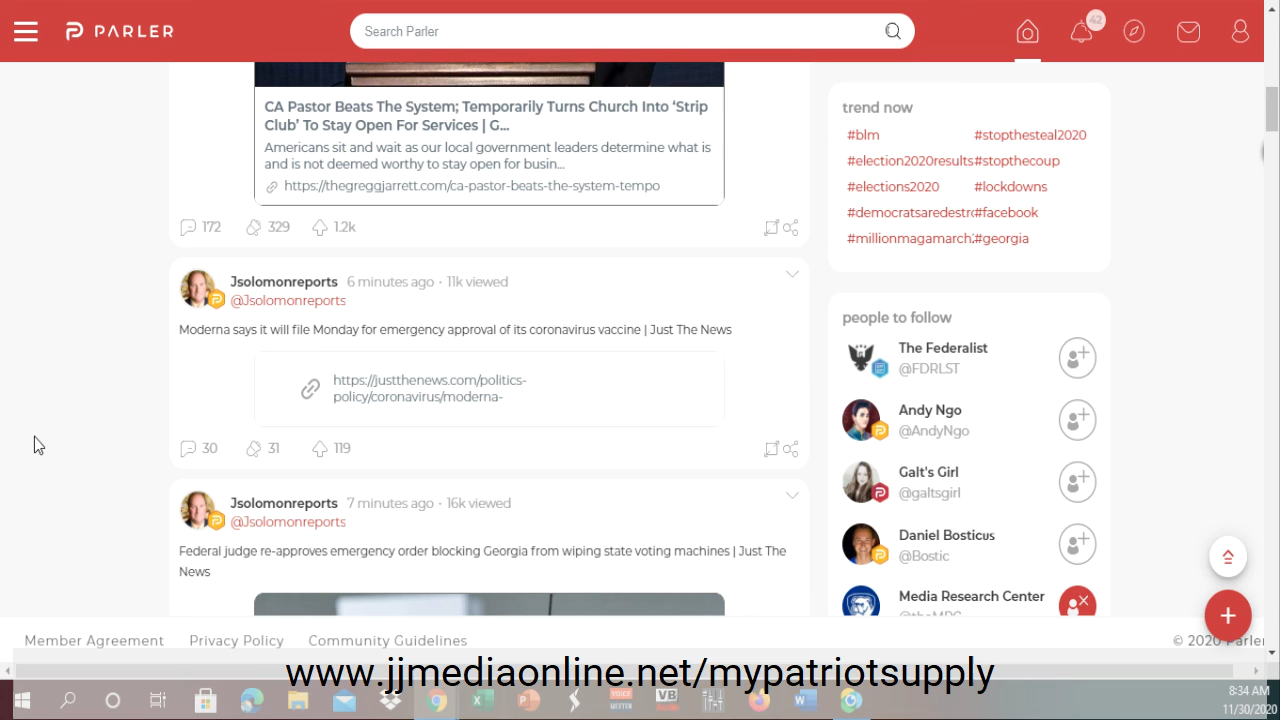 PARLER
Search Parler
42
CA Pastor Beats The System; Temporarily Turns Church Into ‘Strip
Club’ To Stay Open For Services | G...
Americans sit and wait as our local government leaders determine what is
and is not deemed worthy to stay open for busin...
https://thegreggjarrett.com/ca-pastor-beats-the-system-tempo
172 329 1.2k
Jsolomonreports 6 minutes ago • 11k viewed
@Jsolomonreports
Moderna says it will file Monday for emergency approval of its coronavirus vaccine | Just The News
https://justthenews.com/politics-
policy/coronavirus/moderna-
30 31 119
Jsolomonreports 7 minutes ago • 16k viewed
@Jsolomonreports
Federal judge re-approves emergency order blocking Georgia from wiping state voting machines | Just The
News
trend now
#blm #stopthesteal2020
#election2020results #stopthecoup
#elections2020 #lockdowns
#democratsaredestr #facebook
#millionmagamarch #georgia
people to follow
The Federalist
@FDRLST
Andy Ngo
@AndyNgo
Galt's Girl
@galtsgirl
Daniel Bosticus
@Bostic
Media Research Center
Member Agreement Privacy Policy Community Guidelines
© 2020 Parler
www.jjmediaonline.net/mypatriotsupply
8:34 AM
11/30/2020